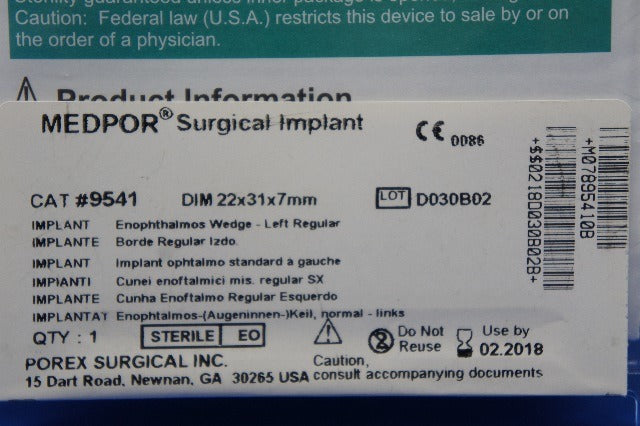 Caution: Federal law (U.S.A.) restricts this device to sale by or on
the order of a physician.
Product Information
MEDPOR® Surgical Implant
CE 0086
CAT #9541 DIM 22x31x7mm LOT D030B02
IMPLANT Enophthalmos Wedge - Left Regular
IMPLANTE Borde Regular Izdo.
IMPLANT Implant ophtalmo standard à gauche
IMPIANTI Cunei enoftalmici mis. regular SX
IMPLANTE Cunha Enoftalmo Regular Esquerdo
IMPLANTAT Enophtalmos-(Augeninnen-)Keil, normal - links
QTY : 1 STERILE EO
Caution,
consult accompanying documents
Do Not
Reuse
Use by
02.2018
POREX SURGICAL INC.
15 Dart Road, Newnan, GA 30265 USA
+$$0218D030B02B+
+M07895410B